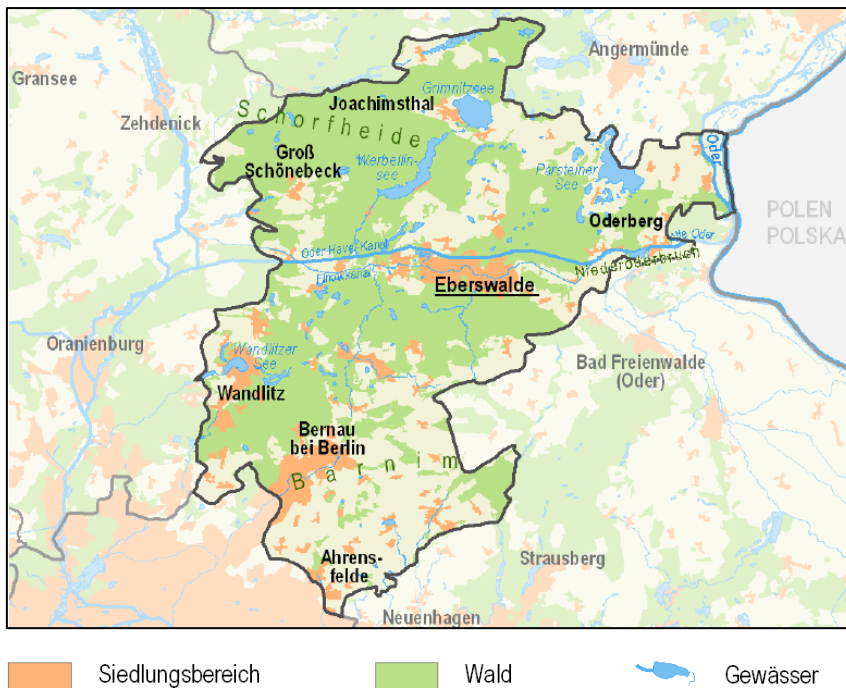 Angermünde
Gransee
Grimnitzsee
Joachimsthal
Zehdenick
Schorfheide
Groß
Schönebeck
Werbellin-
see
Parsteiner
See
Oder
Oderberg
POLEN
POLSKA
Alte Oder
Oder-Havel-Kanal
Niederoderbruch
Finowkanal
Eberswalde
Oranienburg
Wandlitzer
See
Bad Freienwalde
(Oder)
Wandlitz
Bernau
bei Berlin
Barnim
Ahrens-
felde
Strausberg
Neuenhagen
Siedlungsbereich
Wald
Gewässer